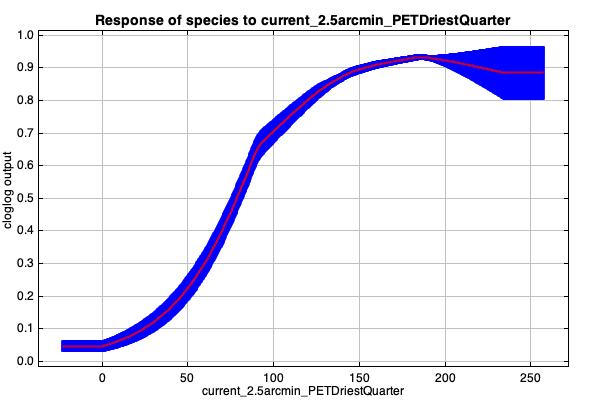 Response of species to current_2.5arcmin_PETDriestQuarter
1.0
0.9
0.8
0.7
0.6
0.5
0.4
0.3
0.2
0.1
0.0
cloglog output
0 50 100 150 200 250
current_2.5arcmin_PETDriestQuarter